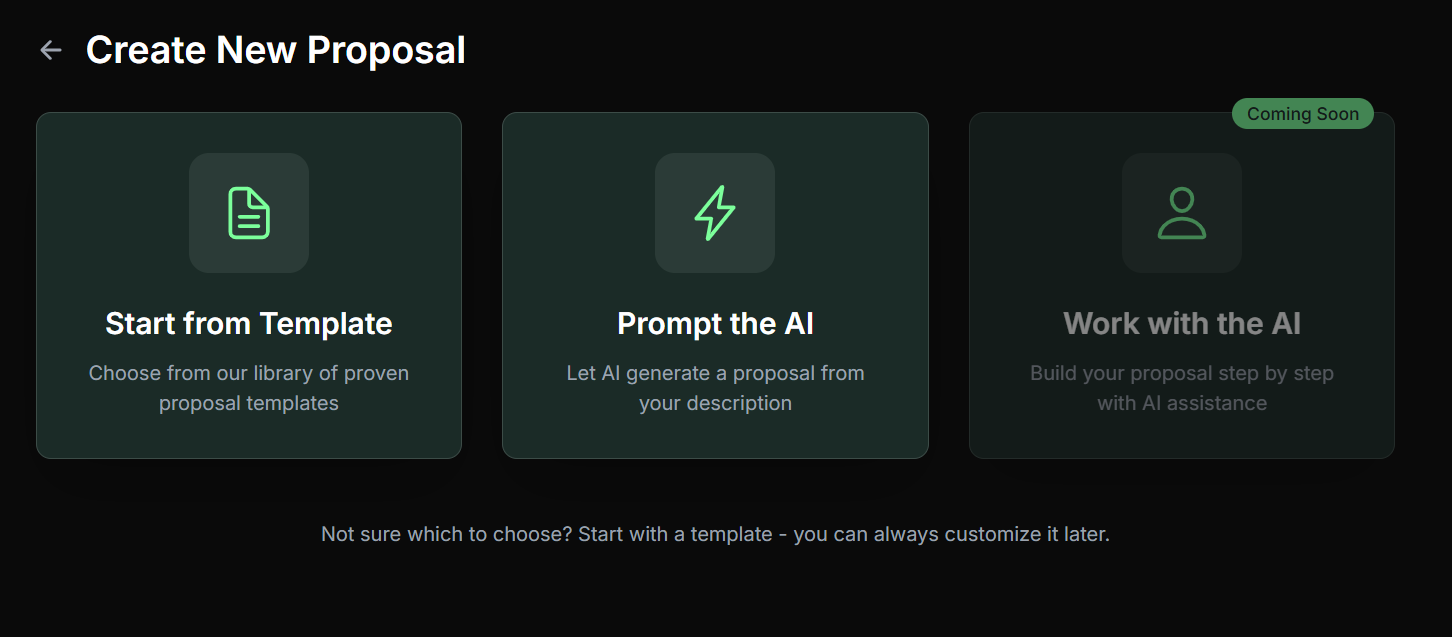 Create New Proposal
Coming Soon
Start from Template
Choose from our library of proven
proposal templates
Prompt the AI
Let AI generate a proposal from
your description
Work with the AI
Build your proposal step by step
with AI assistance
Not sure which to choose? Start with a template - you can always customize it later.